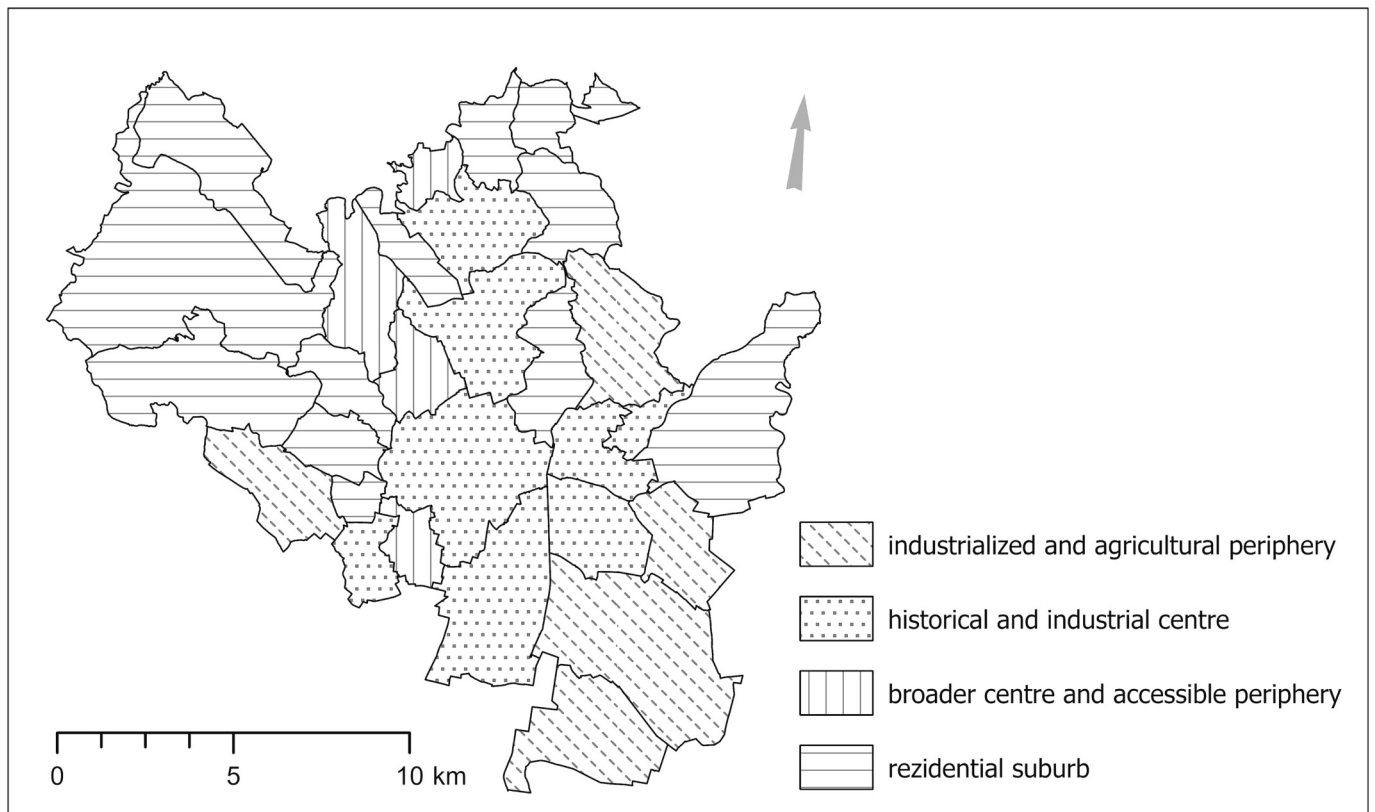 industrialized and agricultural periphery
historical and industrial centre
broader centre and accessible periphery
rezidential suburb
0 5 10 km